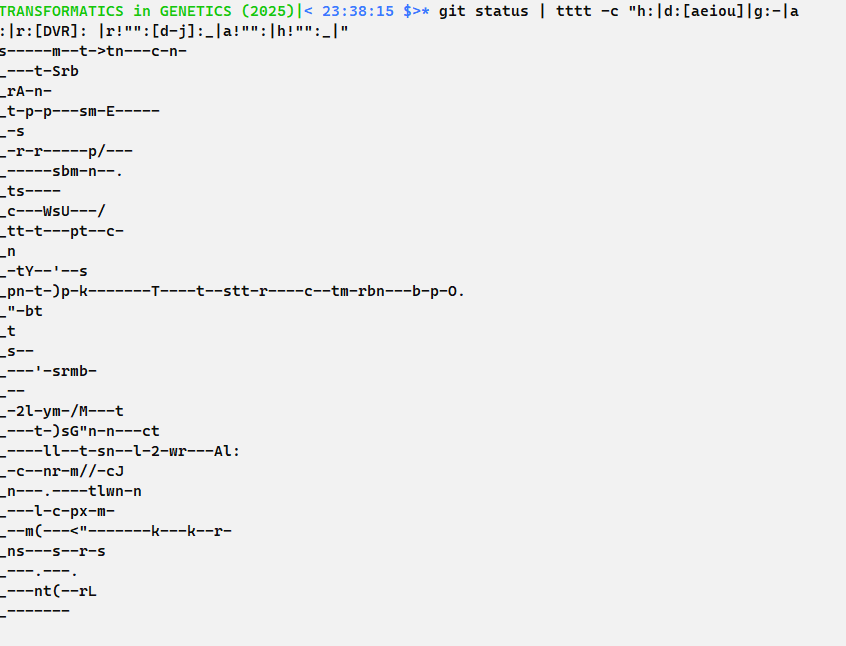 TRANSFORMATICS in GENETICS (2025)|< 23:38:15 $>* git status | tttt -c "h:|d:[aeiou]|g:-|a
:|r:[DVR]: |r!"":[d-j]:_|a!"":|h!"":_|"
s-----m--t->tn---c-n-
_---t-Srb
_rA-n-
_t-p-p---sm-E-----
_-s
_-r-r-----p/---
_-----sbm-n--.
_ts----
_c---WsU---/
_tt-t---pt--c-
_n
_-tY--'--s
_pn-t-)p-k-------T----t--stt-r----c--tm-rbn---b-p-O.
_"-bt
_t
_s--
_---'-srmb-
_--
_-2l-ym-/M---t
_---t-)sG"n-n---ct
_----ll--t-sn--l-2-wr---Al:
_-c--nr-m//-cJ
_n---.----tlwn-n
_---l-c-px-m-
_--m(---<"-------k---k--r-
_ns---s--r-s
_---.---.
_---nt(--rL
_-------